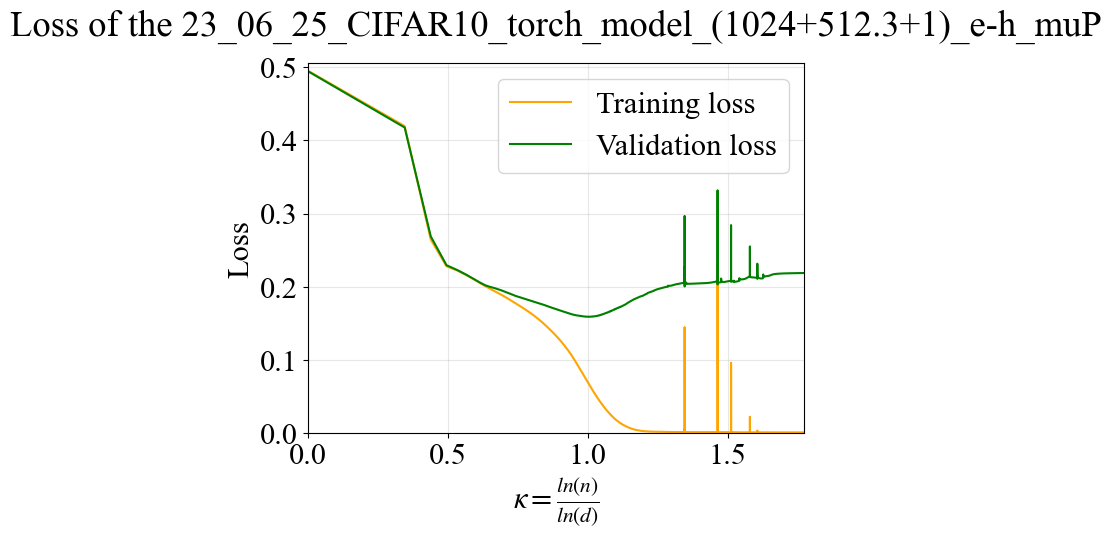 Loss of the 23_06_25_CIFAR10_torch_model_(1024+512.3+1)_e-h_muP
0.5
0.4
0.3
0.2
0.1
0.0
Loss
Training loss
Validation loss
0.0 0.5 1.0 1.5
κ = ln(n)/ln(d)